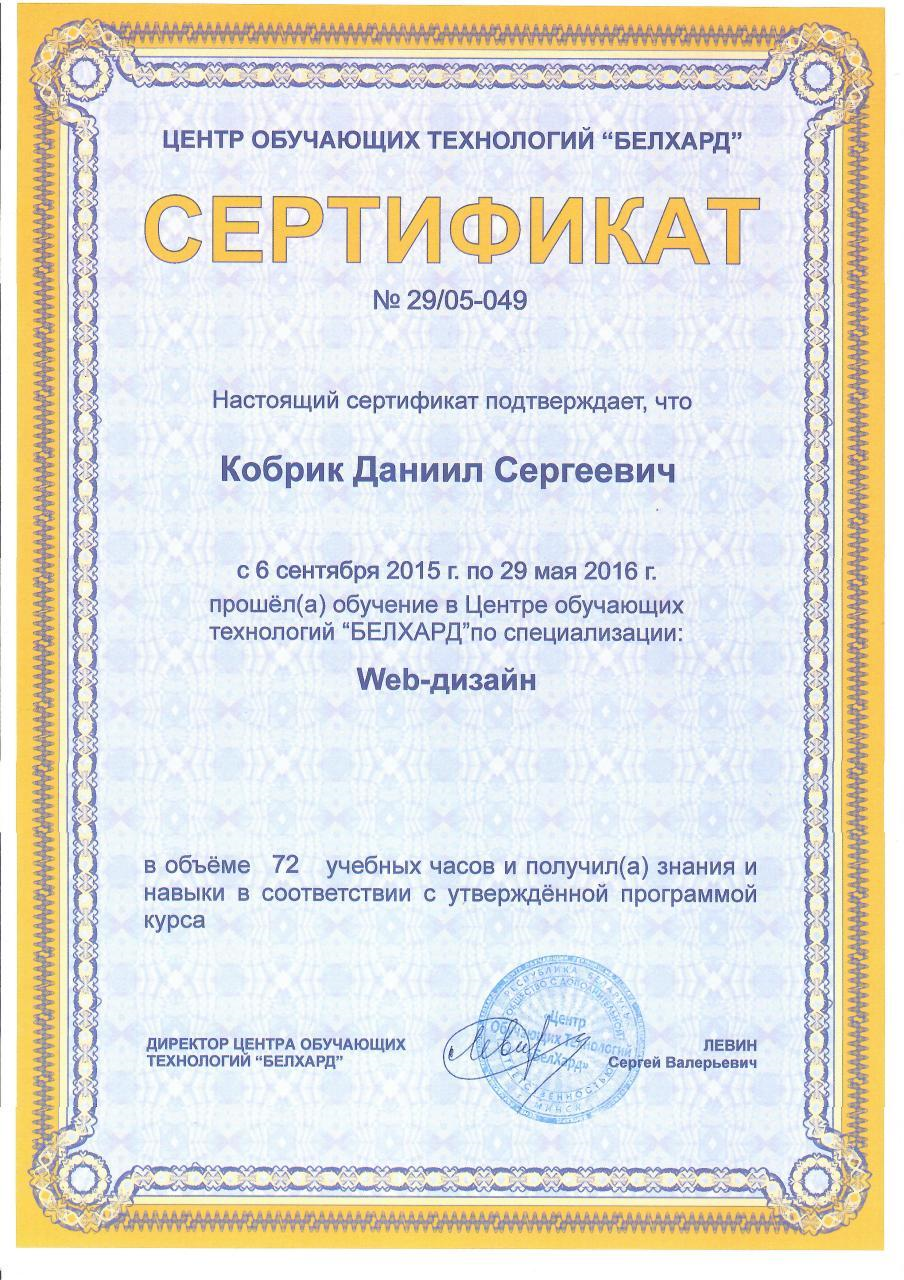 ЦЕНТР ОБУЧАЮЩИХ ТЕХНОЛОГИЙ “БЕЛХАРД”
СЕРТИФИКАТ
№ 29/05-049
Настоящий сертификат подтверждает, что
Кобрик Даниил Сергеевич
с 6 сентября 2015 г. по 29 мая 2016 г.
прошёл(а) обучение в Центре обучающих
технологий “БЕЛХАРД”по специализации:
Web-дизайн
в объёме 72 учебных часов и получил(а) знания и
навыки в соответствии с утверждённой программой
курса
ДИРЕКТОР ЦЕНТРА ОБУЧАЮЩИХ
ТЕХНОЛОГИЙ “БЕЛХАРД”
РЕСПУБЛИКА БЕЛАРУСЬ
ОБЩЕСТВО С ДОПОЛНИТЕЛЬНОЙ
ОТВЕТСТВЕННОСТЬЮ
Г. МИНСК
«Центр
Обучающих технологий
БелХард»
ЛЕВИН
Сергей Валерьевич